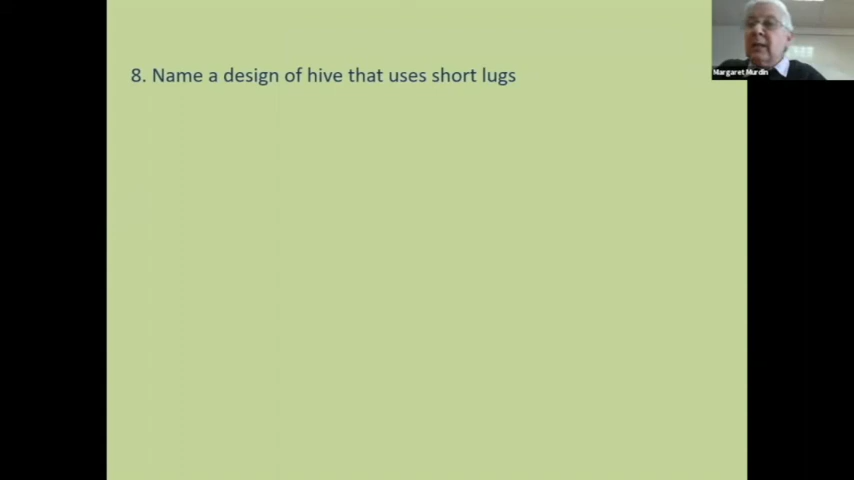 8. Name a design of hive that uses short lugs
Margaret Murdin